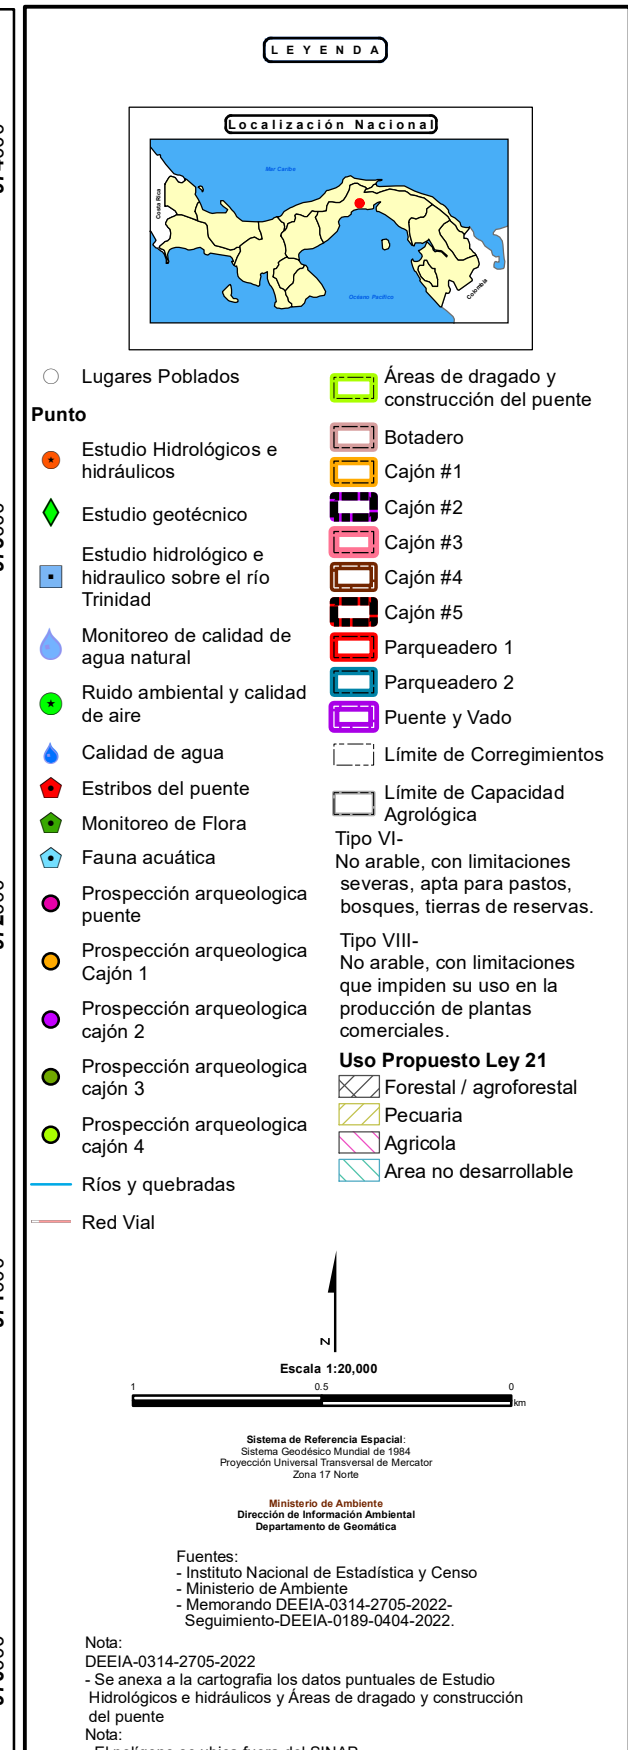 LEYENDA
Localización Nacional
Mar Caribe
Costa Rica
Océano Pacífico
Colombia
Lugares Poblados
Punto
Estudio Hidrológicos e
hidráulicos
Estudio geotécnico
Estudio hidrológico e
hidraulico sobre el río
Trinidad
Monitoreo de calidad de
agua natural
Ruido ambiental y calidad
de aire
Calidad de agua
Estribos del puente
Monitoreo de Flora
Fauna acuática
Prospección arqueologica
puente
Prospección arqueologica
Cajón 1
Prospección arqueologica
cajón 2
Prospección arqueologica
cajón 3
Prospección arqueologica
cajón 4
Ríos y quebradas
Red Vial
Áreas de dragado y
construcción del puente
Botadero
Cajón #1
Cajón #2
Cajón #3
Cajón #4
Cajón #5
Parqueadero 1
Parqueadero 2
Puente y Vado
Límite de Corregimientos
Límite de Capacidad
Agrológica
Tipo VI-
No arable, con limitaciones
severas, apta para pastos,
bosques, tierras de reservas.
Tipo VIII-
No arable, con limitaciones
que impiden su uso en la
producción de plantas
comerciales.
Uso Propuesto Ley 21
Forestal / agroforestal
Pecuaria
Agricola
Area no desarrollable
N
Escala 1:20,000
1 0.5 0
km
Sistema de Referencia Espacial:
Sistema Geodésico Mundial de 1984
Proyección Universal Transversal de Mercator
Zona 17 Norte
Ministerio de Ambiente
Dirección de Información Ambiental
Departamento de Geomática
Fuentes:
- Instituto Nacional de Estadística y Censo
- Ministerio de Ambiente
- Memorando DEEIA-0314-2705-2022-
Seguimiento-DEEIA-0189-0404-2022.
Nota:
DEEIA-0314-2705-2022
- Se anexa a la cartografia los datos puntuales de Estudio
Hidrológicos e hidráulicos y Áreas de dragado y construcción
del puente
Nota:
- El polígono se ubica fuera del SINAP